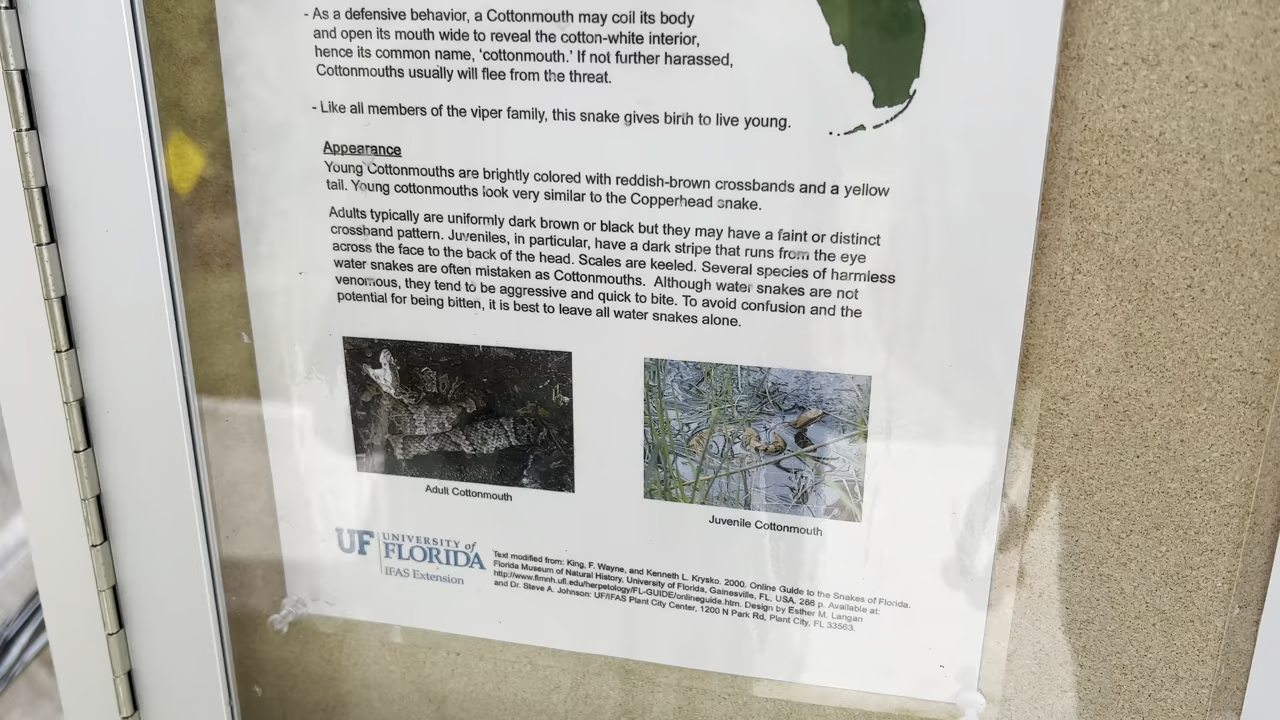 - As a defensive behavior, a Cottonmouth may coil its body
and open its mouth wide to reveal the cotton-white interior,
hence its common name, 'cottonmouth.' If not further harassed,
Cottonmouths usually will flee from the threat.
- Like all members of the viper family, this snake gives birth to live young.
Appearance
Young Cottonmouths are brightly colored with reddish-brown crossbands and a yellow
tail. Young cottonmouths look very similar to the Copperhead snake.
Adults typically are uniformly dark brown or black but they may have a faint or distinct
crossband pattern. Juveniles, in particular, have a dark stripe that runs from the eye
across the face to the back of the head. Scales are keeled. Several species of harmless
water snakes are often mistaken as Cottonmouths. Although water snakes are not
venomous, they tend to be aggressive and quick to bite. To avoid confusion and the
potential for being bitten, it is best to leave all water snakes alone.
Adult Cottonmouth
Juvenile Cottonmouth
UF UNIVERSITY of
FLORIDA
IFAS Extension
Text modified from: King, F. Wayne, and Kenneth L. Krysko. 2000. Online Guide to the Snakes of Florida.
Florida Museum of Natural History, University of Florida, Gainesville, FL, USA. 266 p. Available at:
http://www.flmnh.ufl.edu/herpetology/FL-GUIDE/onlineguide.htm. Design by Esther M. Langan
and Dr. Steve A. Johnson: UF/IFAS Plant City Center, 1200 N Park Rd, Plant City, FL 33563.